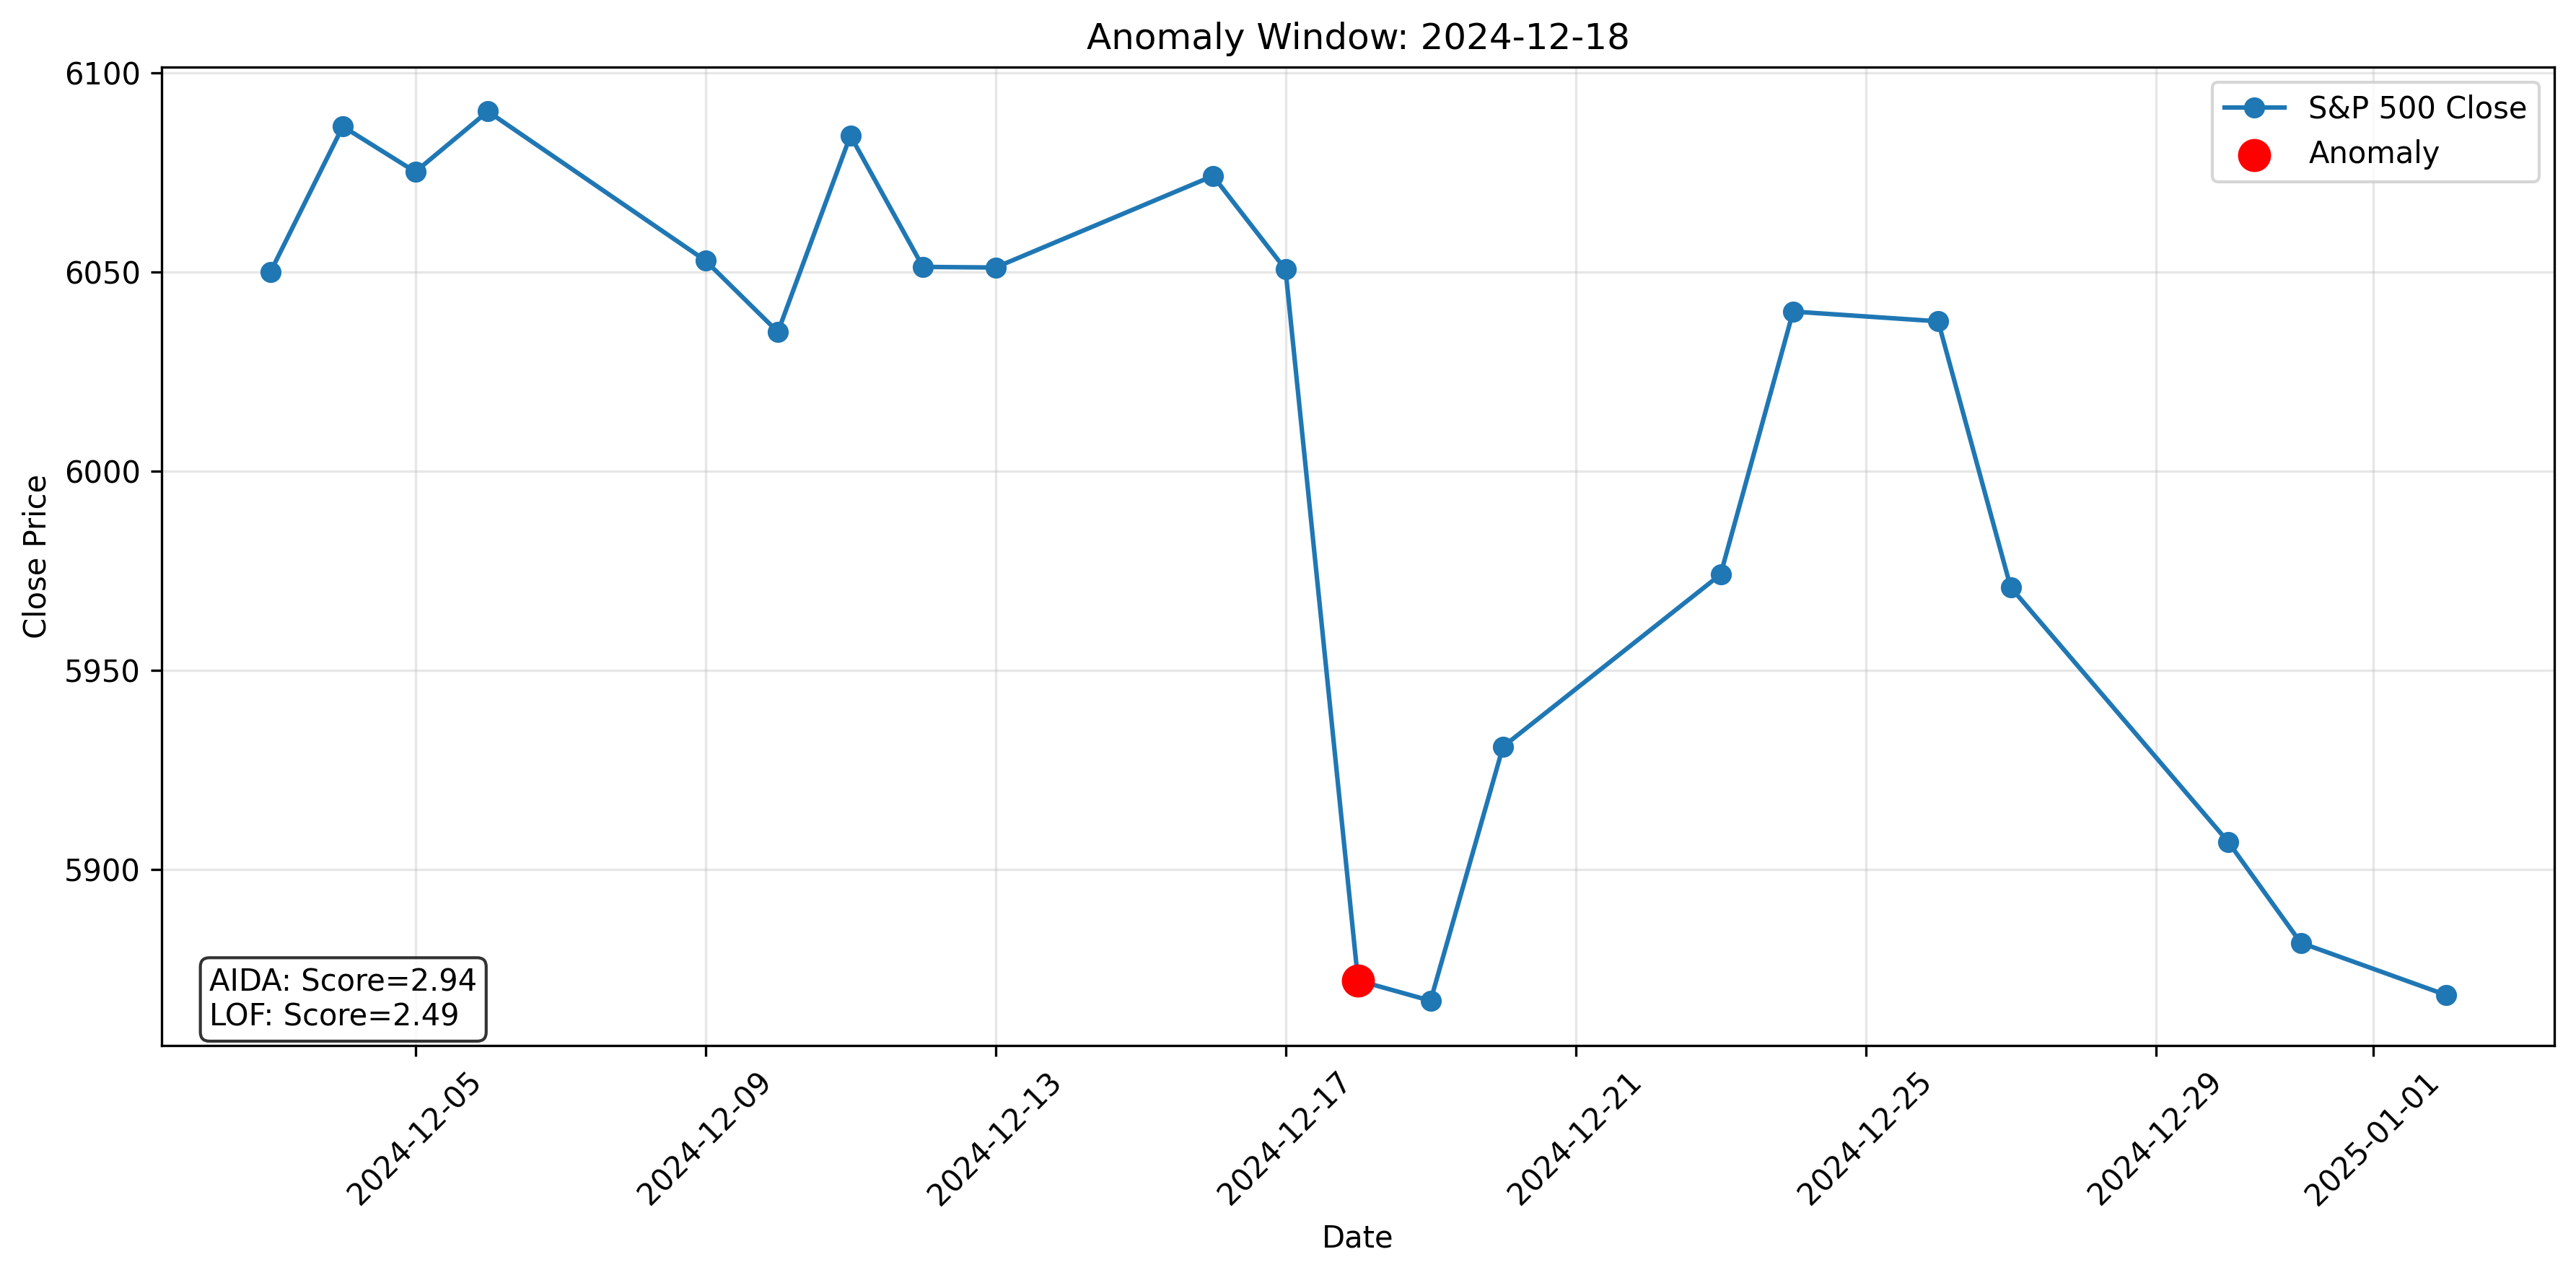 Anomaly Window: 2024-12-18
S&P 500 Close
Anomaly
6100
6050
6000
5950
5900
Close Price
AIDA: Score=2.94
LOF: Score=2.49
2024-12-05
2024-12-09
2024-12-13
2024-12-17
2024-12-21
2024-12-25
2024-12-29
2025-01-01
Date